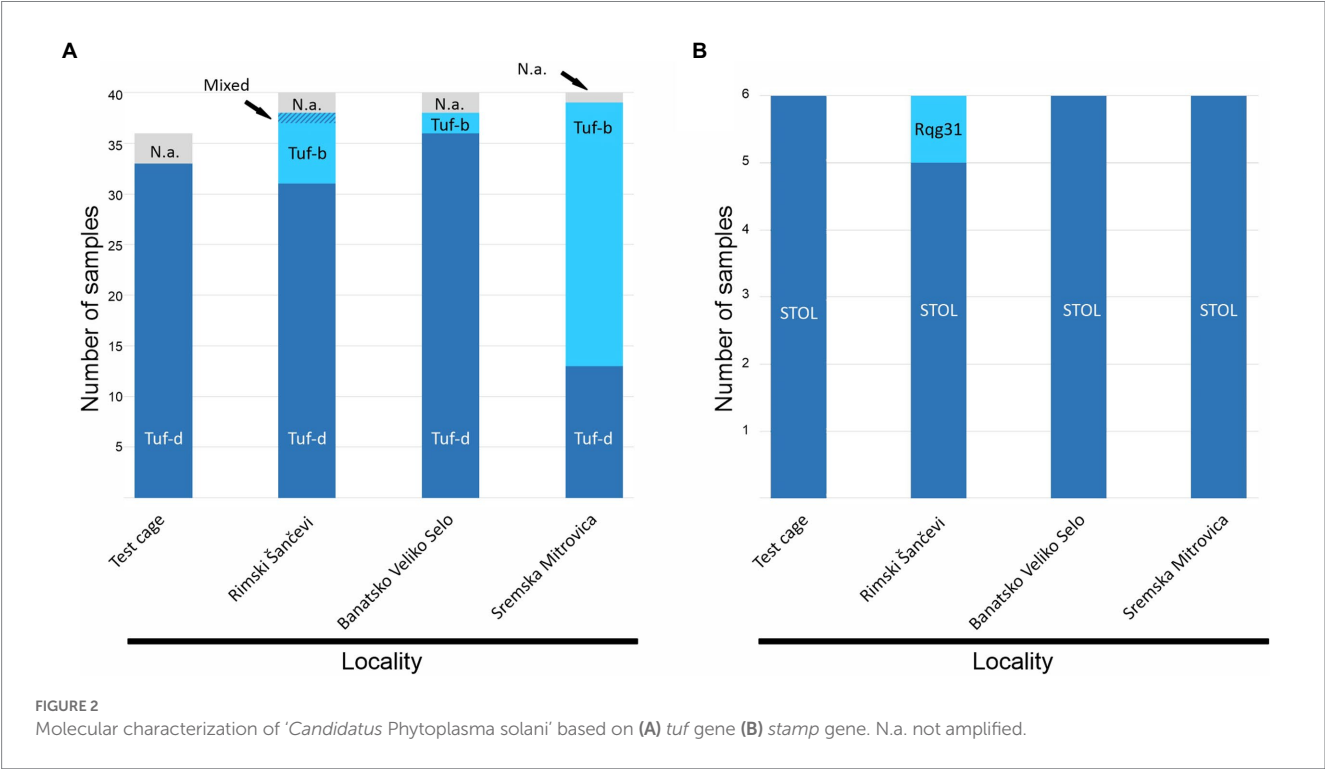 A
Number of samples
40
35
30
25
20
15
10
5
Mixed
N.a.
N.a.
N.a.
N.a.
Tuf-b
Tuf-b
Tuf-b
Tuf-d
Tuf-d
Tuf-d
Tuf-d
Test cage
Rimski Šančevi
Banatsko Veliko Selo
Sremska Mitrovica
Locality
B
Number of samples
6
5
4
3
2
1
Rqg31
STOL
STOL
STOL
STOL
Test cage
Rimski Šančevi
Banatsko Veliko Selo
Sremska Mitrovica
Locality
FIGURE 2
Molecular characterization of ‘Candidatus Phytoplasma solani’ based on (A) tuf gene (B) stamp gene. N.a. not amplified.